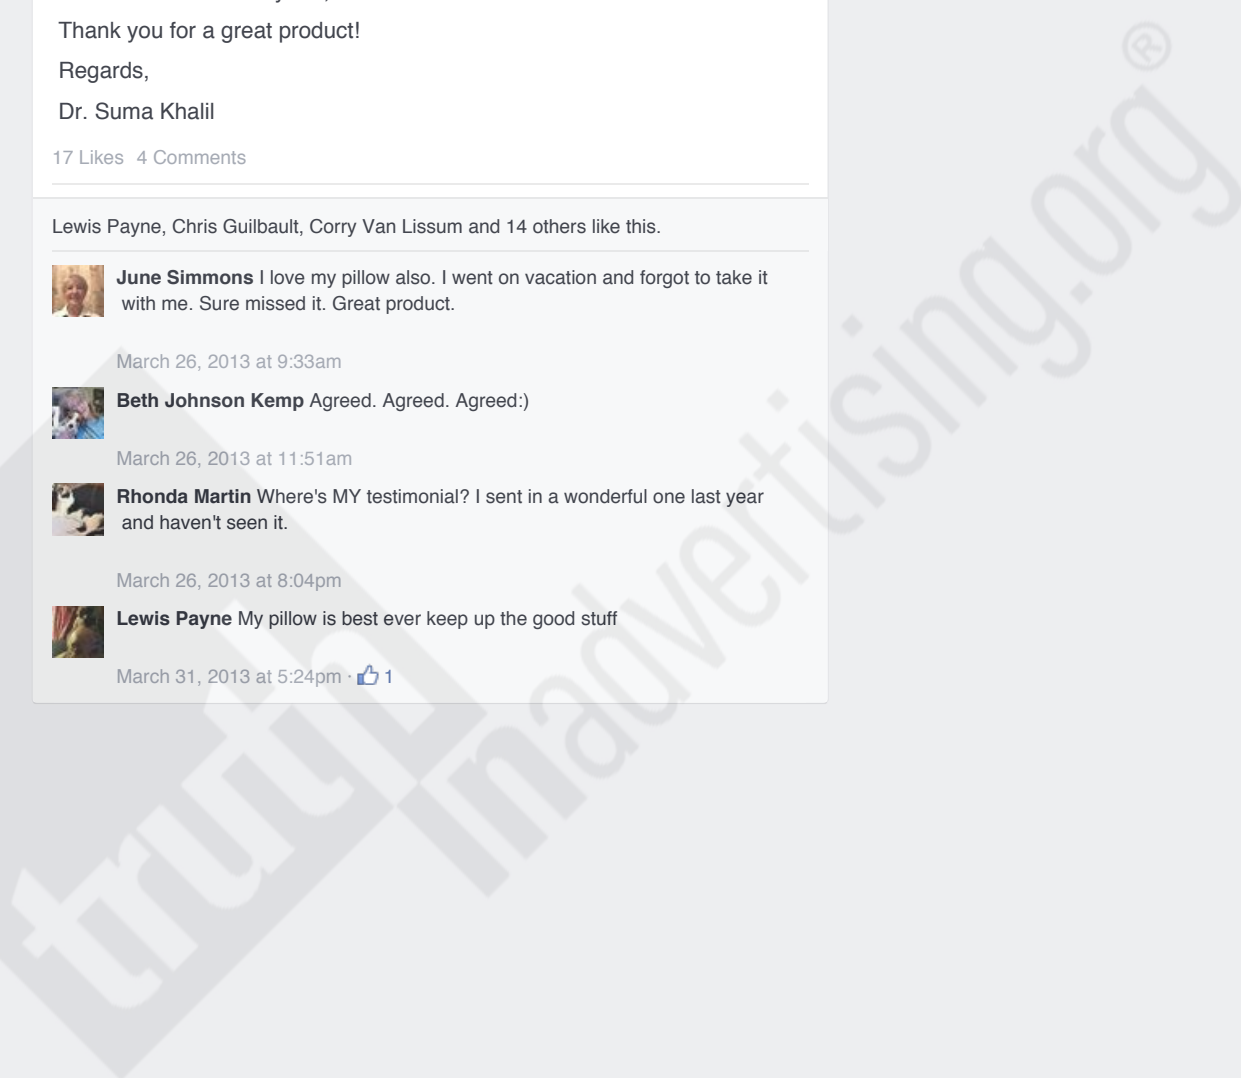 Thank you for a great product!
Regards,
Dr. Suma Khalil
17 Likes 4 Comments
Lewis Payne, Chris Guilbault, Corry Van Lissum and 14 others like this.
June Simmons I love my pillow also. I went on vacation and forgot to take it
with me. Sure missed it. Great product.
March 26, 2013 at 9:33am
Beth Johnson Kemp Agreed. Agreed. Agreed:)
March 26, 2013 at 11:51am
Rhonda Martin Where's MY testimonial? I sent in a wonderful one last year
and haven't seen it.
March 26, 2013 at 8:04pm
Lewis Payne My pillow is best ever keep up the good stuff
March 31, 2013 at 5:24pm · 1
truth
inadvertising.org®